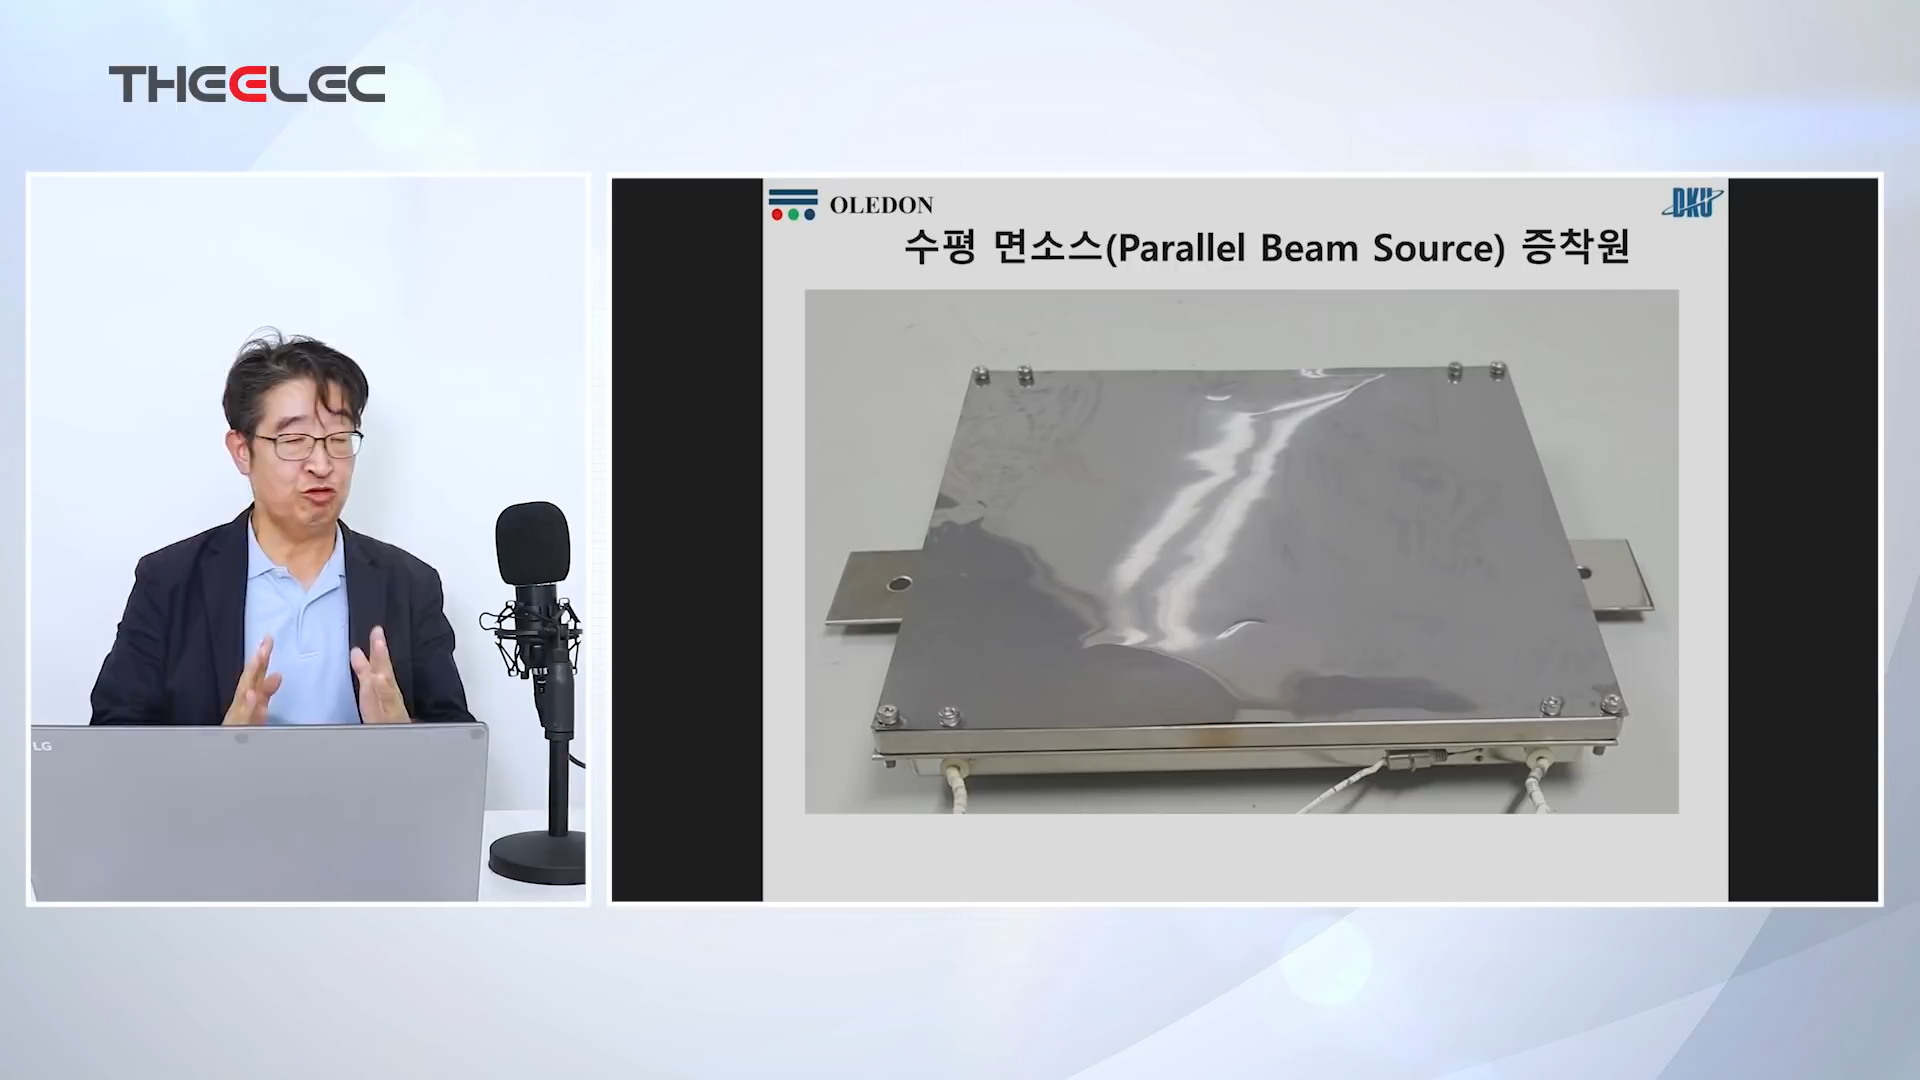 THEELEC
OLEDON
DKU
수평 면소스(Parallel Beam Source) 증착원
LG